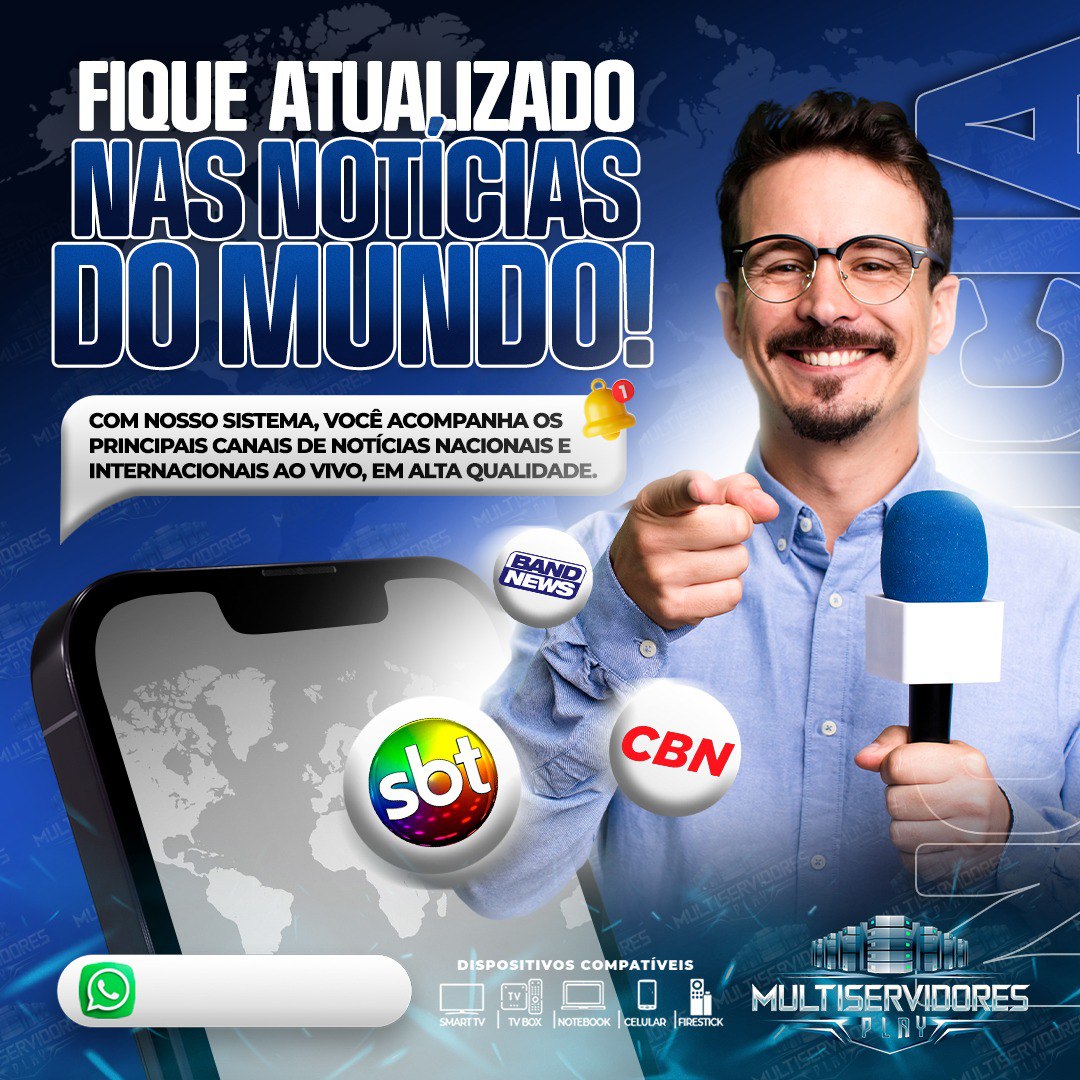 FIQUE ATUALIZADO
NAS NOTÍCIAS
DO MUNDO!
COM NOSSO SISTEMA, VOCÊ ACOMPANHA OS
PRINCIPAIS CANAIS DE NOTÍCIAS NACIONAIS E
INTERNACIONAIS AO VIVO, EM ALTA QUALIDADE.
1
BAND
NEWS
sbt
CBN
NOTÍCIA
DISPOSITIVOS COMPATÍVEIS
TV
SMART TV | TV BOX | NOTEBOOK | CELULAR | FIRESTICK
MULTISERVIDORES
PLAY